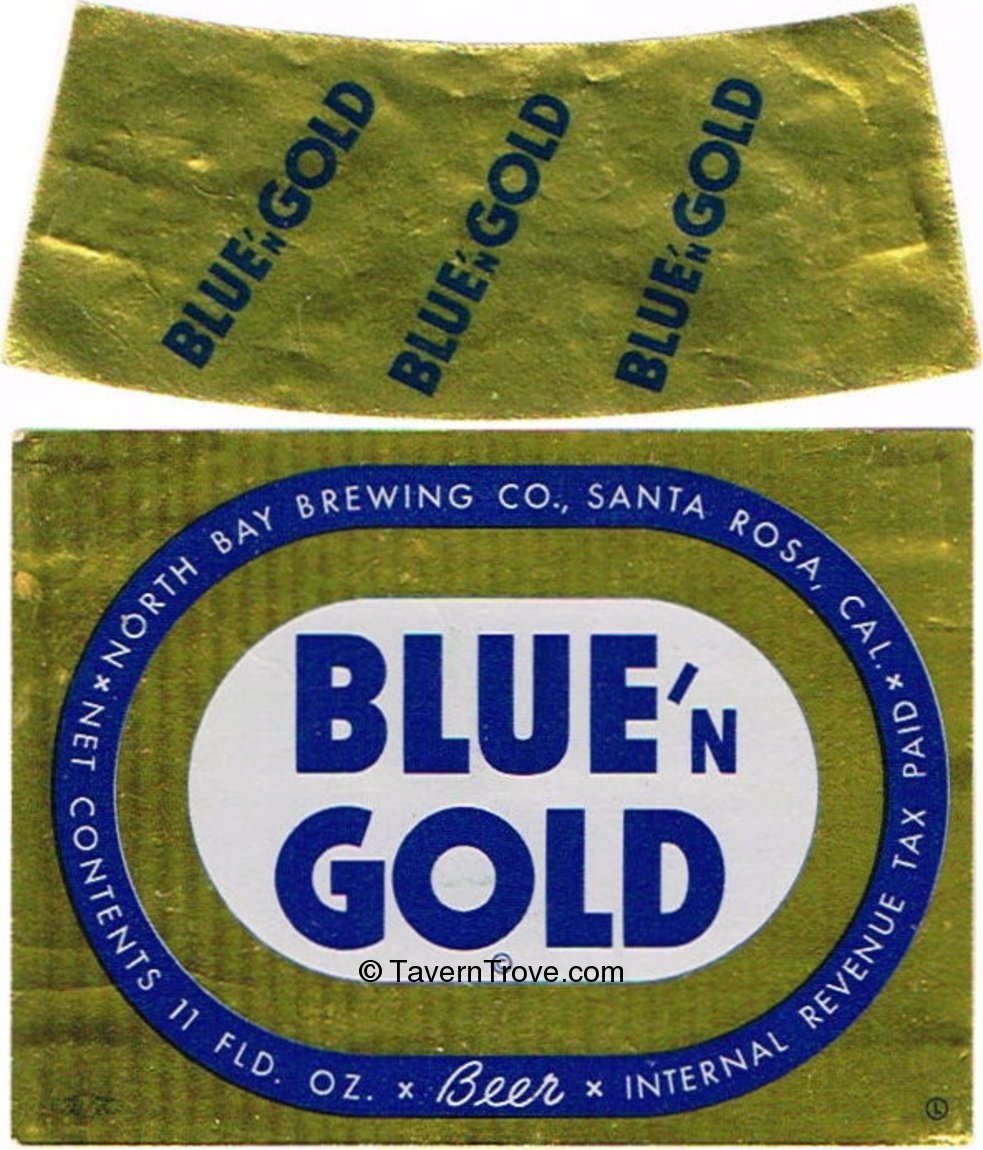 BLUE 'N GOLD
BLUE 'N GOLD
BLUE 'N GOLD
× NORTH BAY BREWING CO., SANTA ROSA, CAL. ×
BLUE 'N
GOLD
©
© TavernTrove.com
NET CONTENTS 11 FLD. OZ. × Beer × INTERNAL REVENUE TAX PAID
L